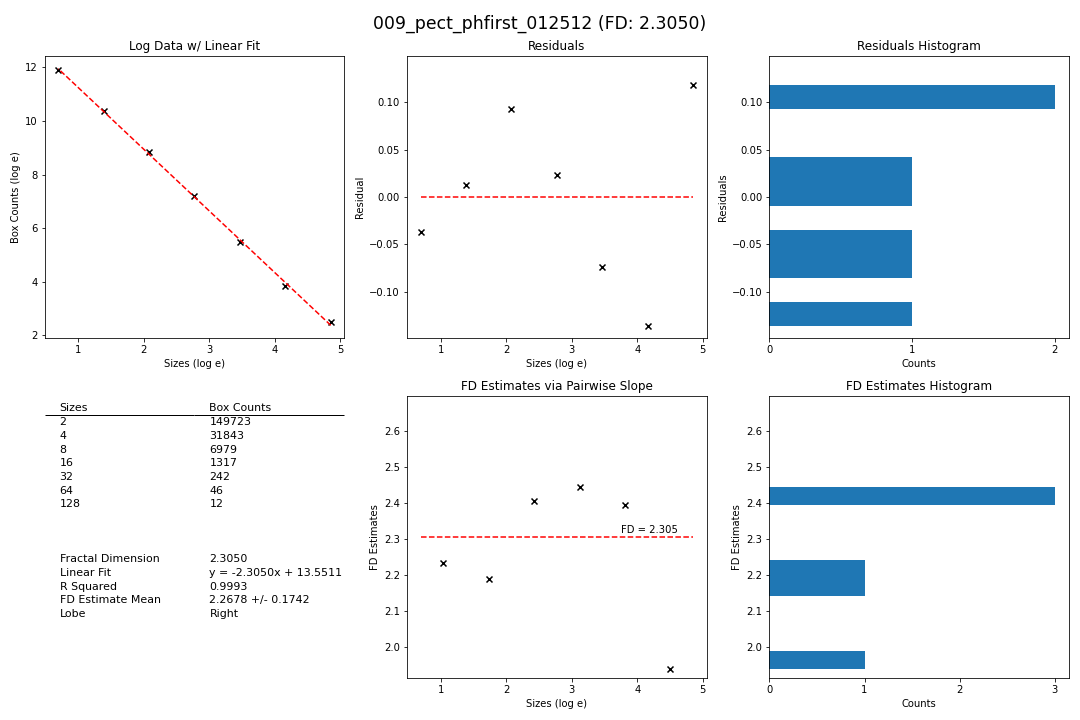 009_pect_phfirst_012512 (FD: 2.3050)
Log Data w/ Linear Fit
12
10
8
6
4
2
Box Counts (log e)
1 2 3 4 5
Sizes (log e)
Residuals
0.10
0.05
0.00
−0.05
−0.10
Residual
1 2 3 4 5
Sizes (log e)
Residuals Histogram
0.10
0.05
0.00
−0.05
−0.10
Residuals
0 1 2
Counts
Sizes Box Counts
2 149723
4 31843
8 6979
16 1317
32 242
64 46
128 12
Fractal Dimension 2.3050
Linear Fit y = -2.3050x + 13.5511
R Squared 0.9993
FD Estimate Mean 2.2678 +/- 0.1742
Lobe Right
FD Estimates via Pairwise Slope
2.6
2.5
2.4
2.3
2.2
2.1
2.0
FD Estimates
FD = 2.305
1 2 3 4 5
Sizes (log e)
FD Estimates Histogram
2.6
2.5
2.4
2.3
2.2
2.1
2.0
FD Estimates
0 1 2 3
Counts